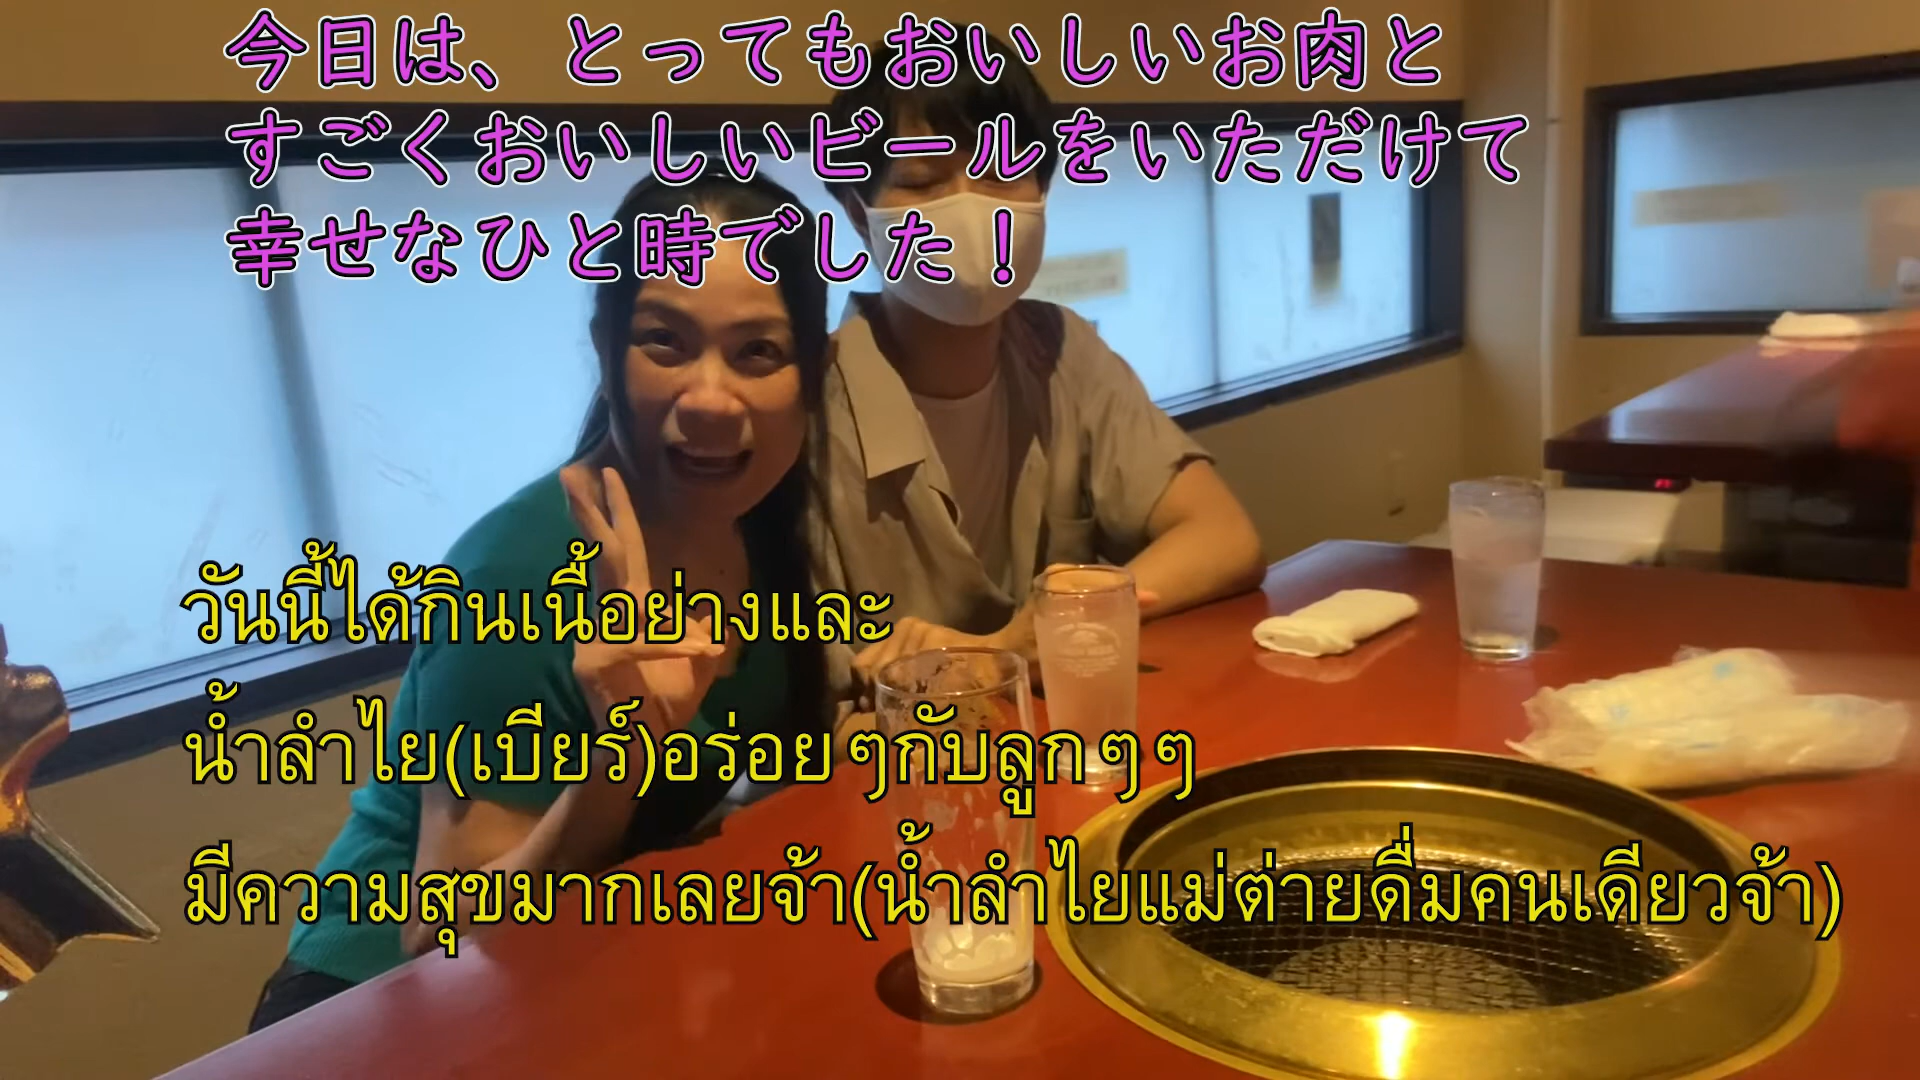 今日は、とってもおいしいお肉と
すごくおいしいビールをいただけて
幸せなひと時でした！
วันนี้ได้กินเนื้อย่างและ
น้ำลำไย(เบียร์)อร่อยๆกับลูกๆๆ
มีความสุขมากเลยจ้า(น้ำลำไยแม่ต่ายดื่มคนเดียวจ้า)